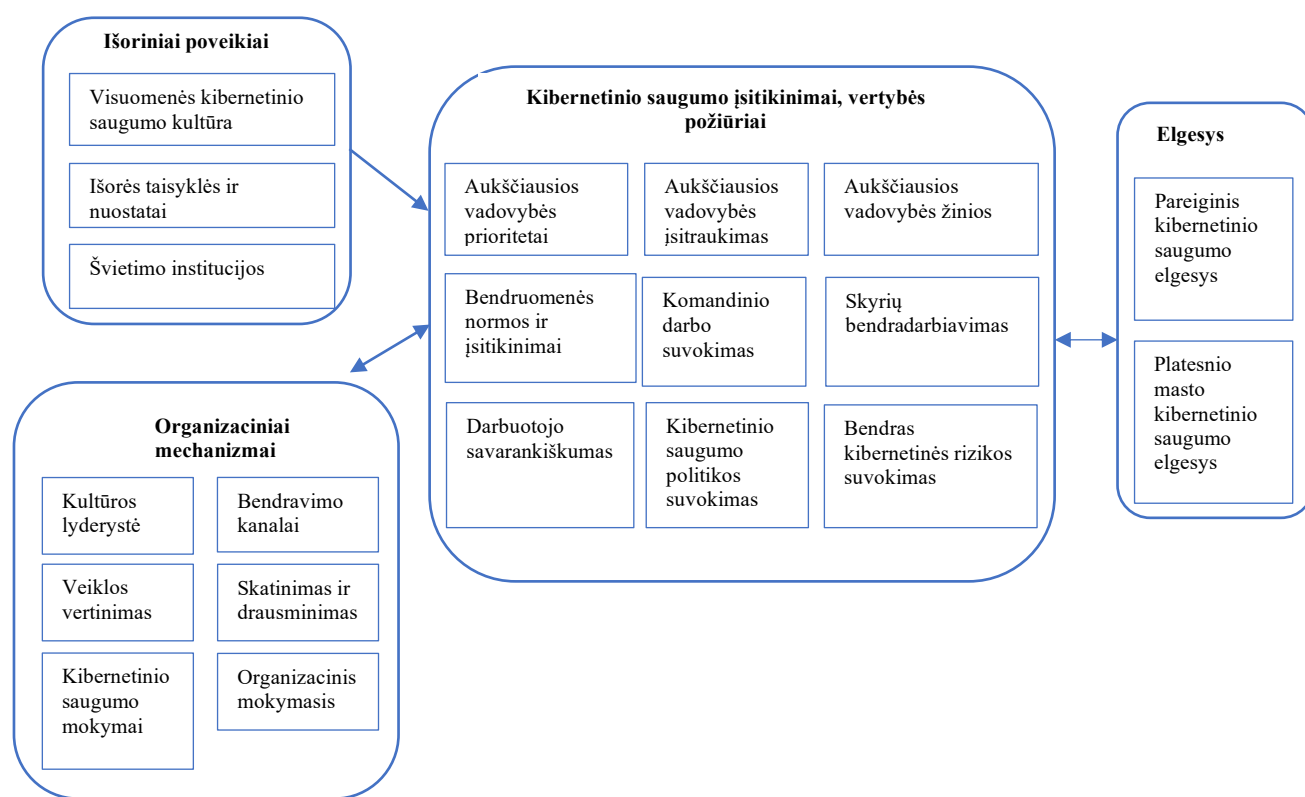 Išoriniai poveikiai
Visuomenės kibernetinio
saugumo kultūra
Išorės taisyklės ir
nuostatai
Švietimo institucijos
Organizaciniai
mechanizmai
Kultūros
lyderystė
Bendravimo
kanalai
Veiklos
vertinimas
Skatinimas ir
drausminimas
Kibernetinio
saugumo
mokymai
Organizacinis
mokymasis
Kibernetinio saugumo įsitikinimai, vertybės
požiūriai
Aukščiausios
vadovybės
prioritetai
Aukščiausios
vadovybės
įsitraukimas
Aukščiausios
vadovybės žinios
Bendruomenės
normos ir
įsitikinimai
Komandinio
darbo
suvokimas
Skyrių
bendradarbiavimas
Darbuotojo
savarankiškumas
Kibernetinio
saugumo
politikos
suvokimas
Bendras
kibernetinės rizikos
suvokimas
Elgesys
Pareiginis
kibernetinio
saugumo
elgesys
Platesnio
masto
kibernetinio
saugumo
elgesys